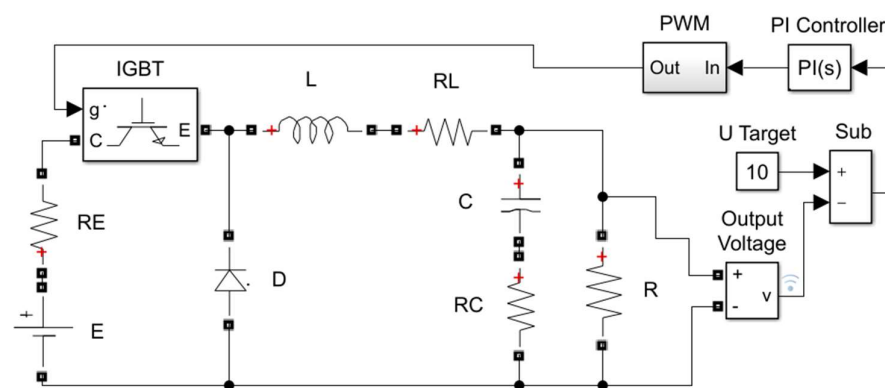 PWM
PI Controller
IGBT
Out
In
PI(s)
g
L
RL
C
E
U Target
Sub
10
+
−
RE
C
Output
Voltage
D
RC
R
+
v
-
+
E